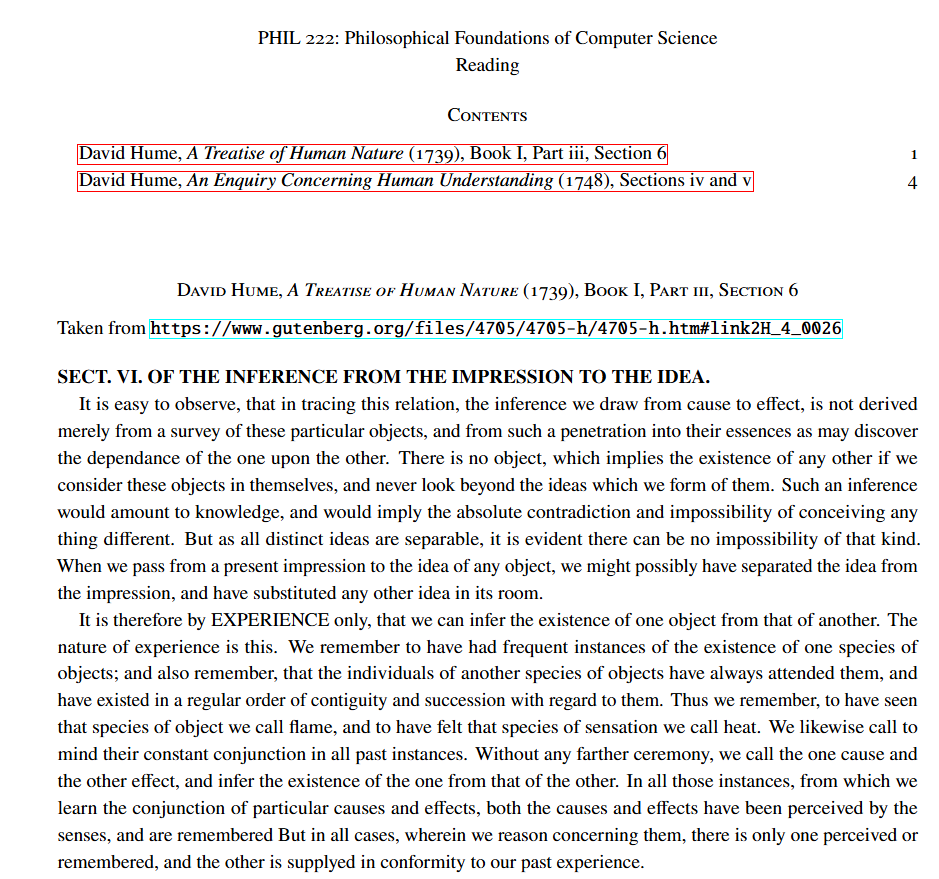 PHIL 222: Philosophical Foundations of Computer Science
Reading
Contents
David Hume, A Treatise of Human Nature (1739), Book I, Part iii, Section 6 1
David Hume, An Enquiry Concerning Human Understanding (1748), Sections iv and v 4
David Hume, A Treatise of Human Nature (1739), Book I, Part iii, Section 6
Taken from https://www.gutenberg.org/files/4705/4705-h/4705-h.htm#link2H_4_0026
SECT. VI. OF THE INFERENCE FROM THE IMPRESSION TO THE IDEA.
It is easy to observe, that in tracing this relation, the inference we draw from cause to effect, is not derived
merely from a survey of these particular objects, and from such a penetration into their essences as may discover
the dependance of the one upon the other. There is no object, which implies the existence of any other if we
consider these objects in themselves, and never look beyond the ideas which we form of them. Such an inference
would amount to knowledge, and would imply the absolute contradiction and impossibility of conceiving any
thing different. But as all distinct ideas are separable, it is evident there can be no impossibility of that kind.
When we pass from a present impression to the idea of any object, we might possibly have separated the idea from
the impression, and have substituted any other idea in its room.
It is therefore by EXPERIENCE only, that we can infer the existence of one object from that of another. The
nature of experience is this. We remember to have had frequent instances of the existence of one species of
objects; and also remember, that the individuals of another species of objects have always attended them, and
have existed in a regular order of contiguity and succession with regard to them. Thus we remember, to have seen
that species of object we call flame, and to have felt that species of sensation we call heat. We likewise call to
mind their constant conjunction in all past instances. Without any farther ceremony, we call the one cause and
the other effect, and infer the existence of the one from that of the other. In all those instances, from which we
learn the conjunction of particular causes and effects, both the causes and effects have been perceived by the
senses, and are remembered But in all cases, wherein we reason concerning them, there is only one perceived or
remembered, and the other is supplyed in conformity to our past experience.